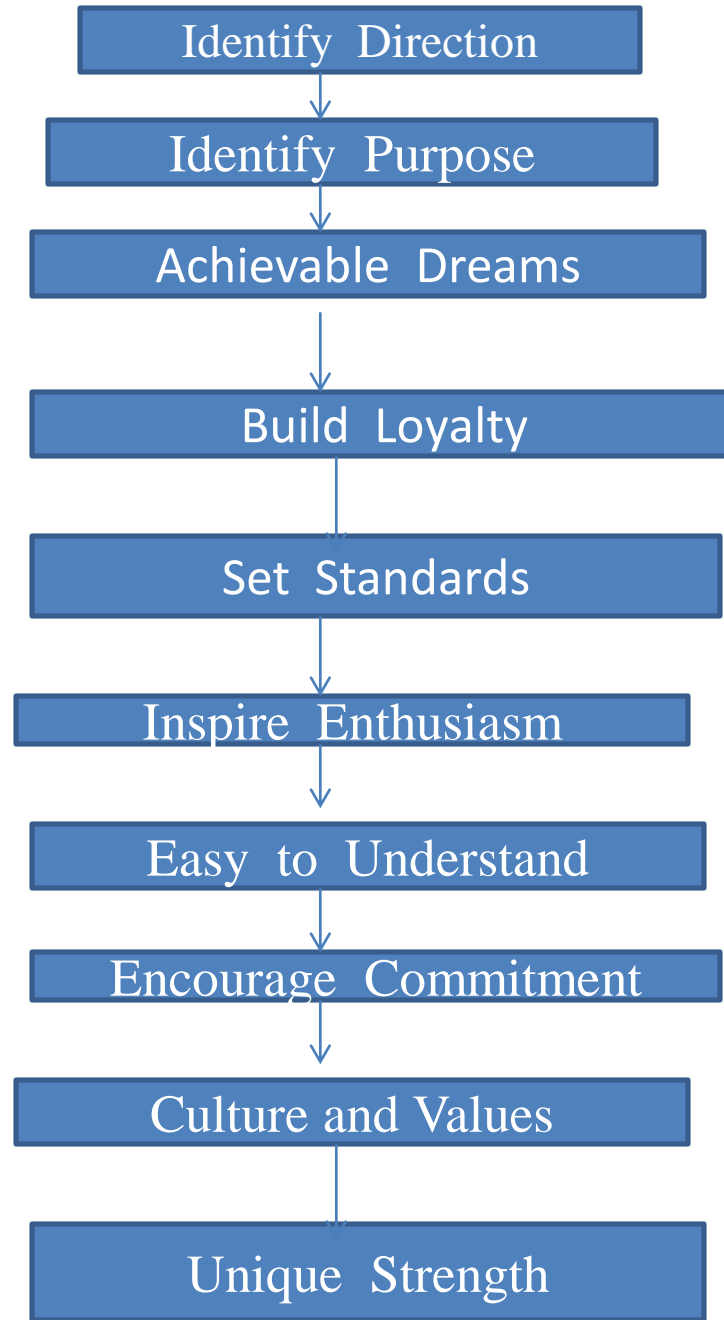 Identify Direction
Identify Purpose
Achievable Dreams
Build Loyalty
Set Standards
Inspire Enthusiasm
Easy to Understand
Encourage Commitment
Culture and Values
Unique Strength